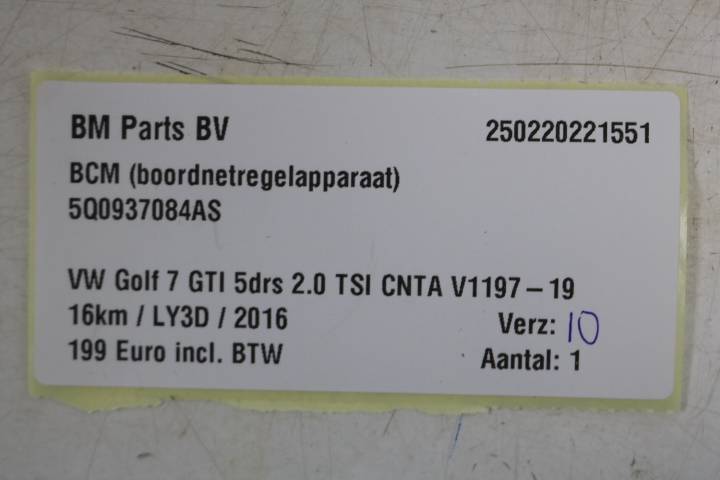 BM Parts BV 250220221551
BCM (boordnetregelapparaat)
5Q0937084AS
VW Golf 7 GTI 5drs 2.0 TSI CNTA V1197-19
16km / LY3D / 2016 Verz: 10
199 Euro incl. BTW Aantal: 1